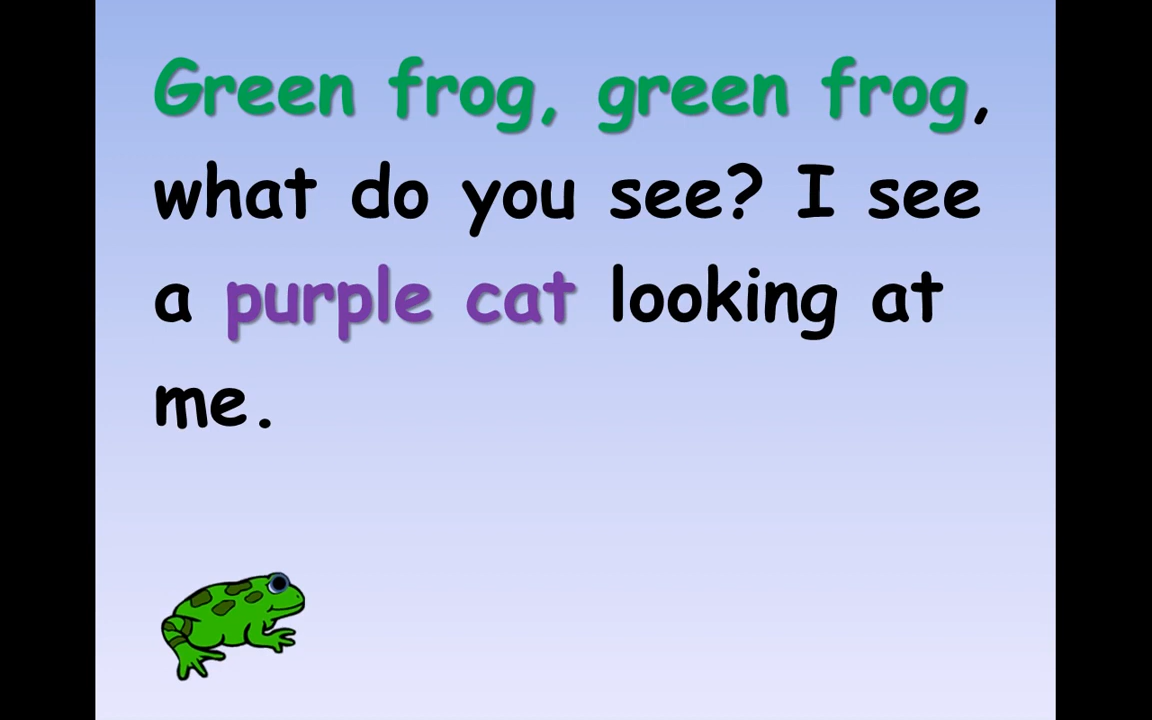 Green frog, green frog,
what do you see? I see
a purple cat looking at
me.